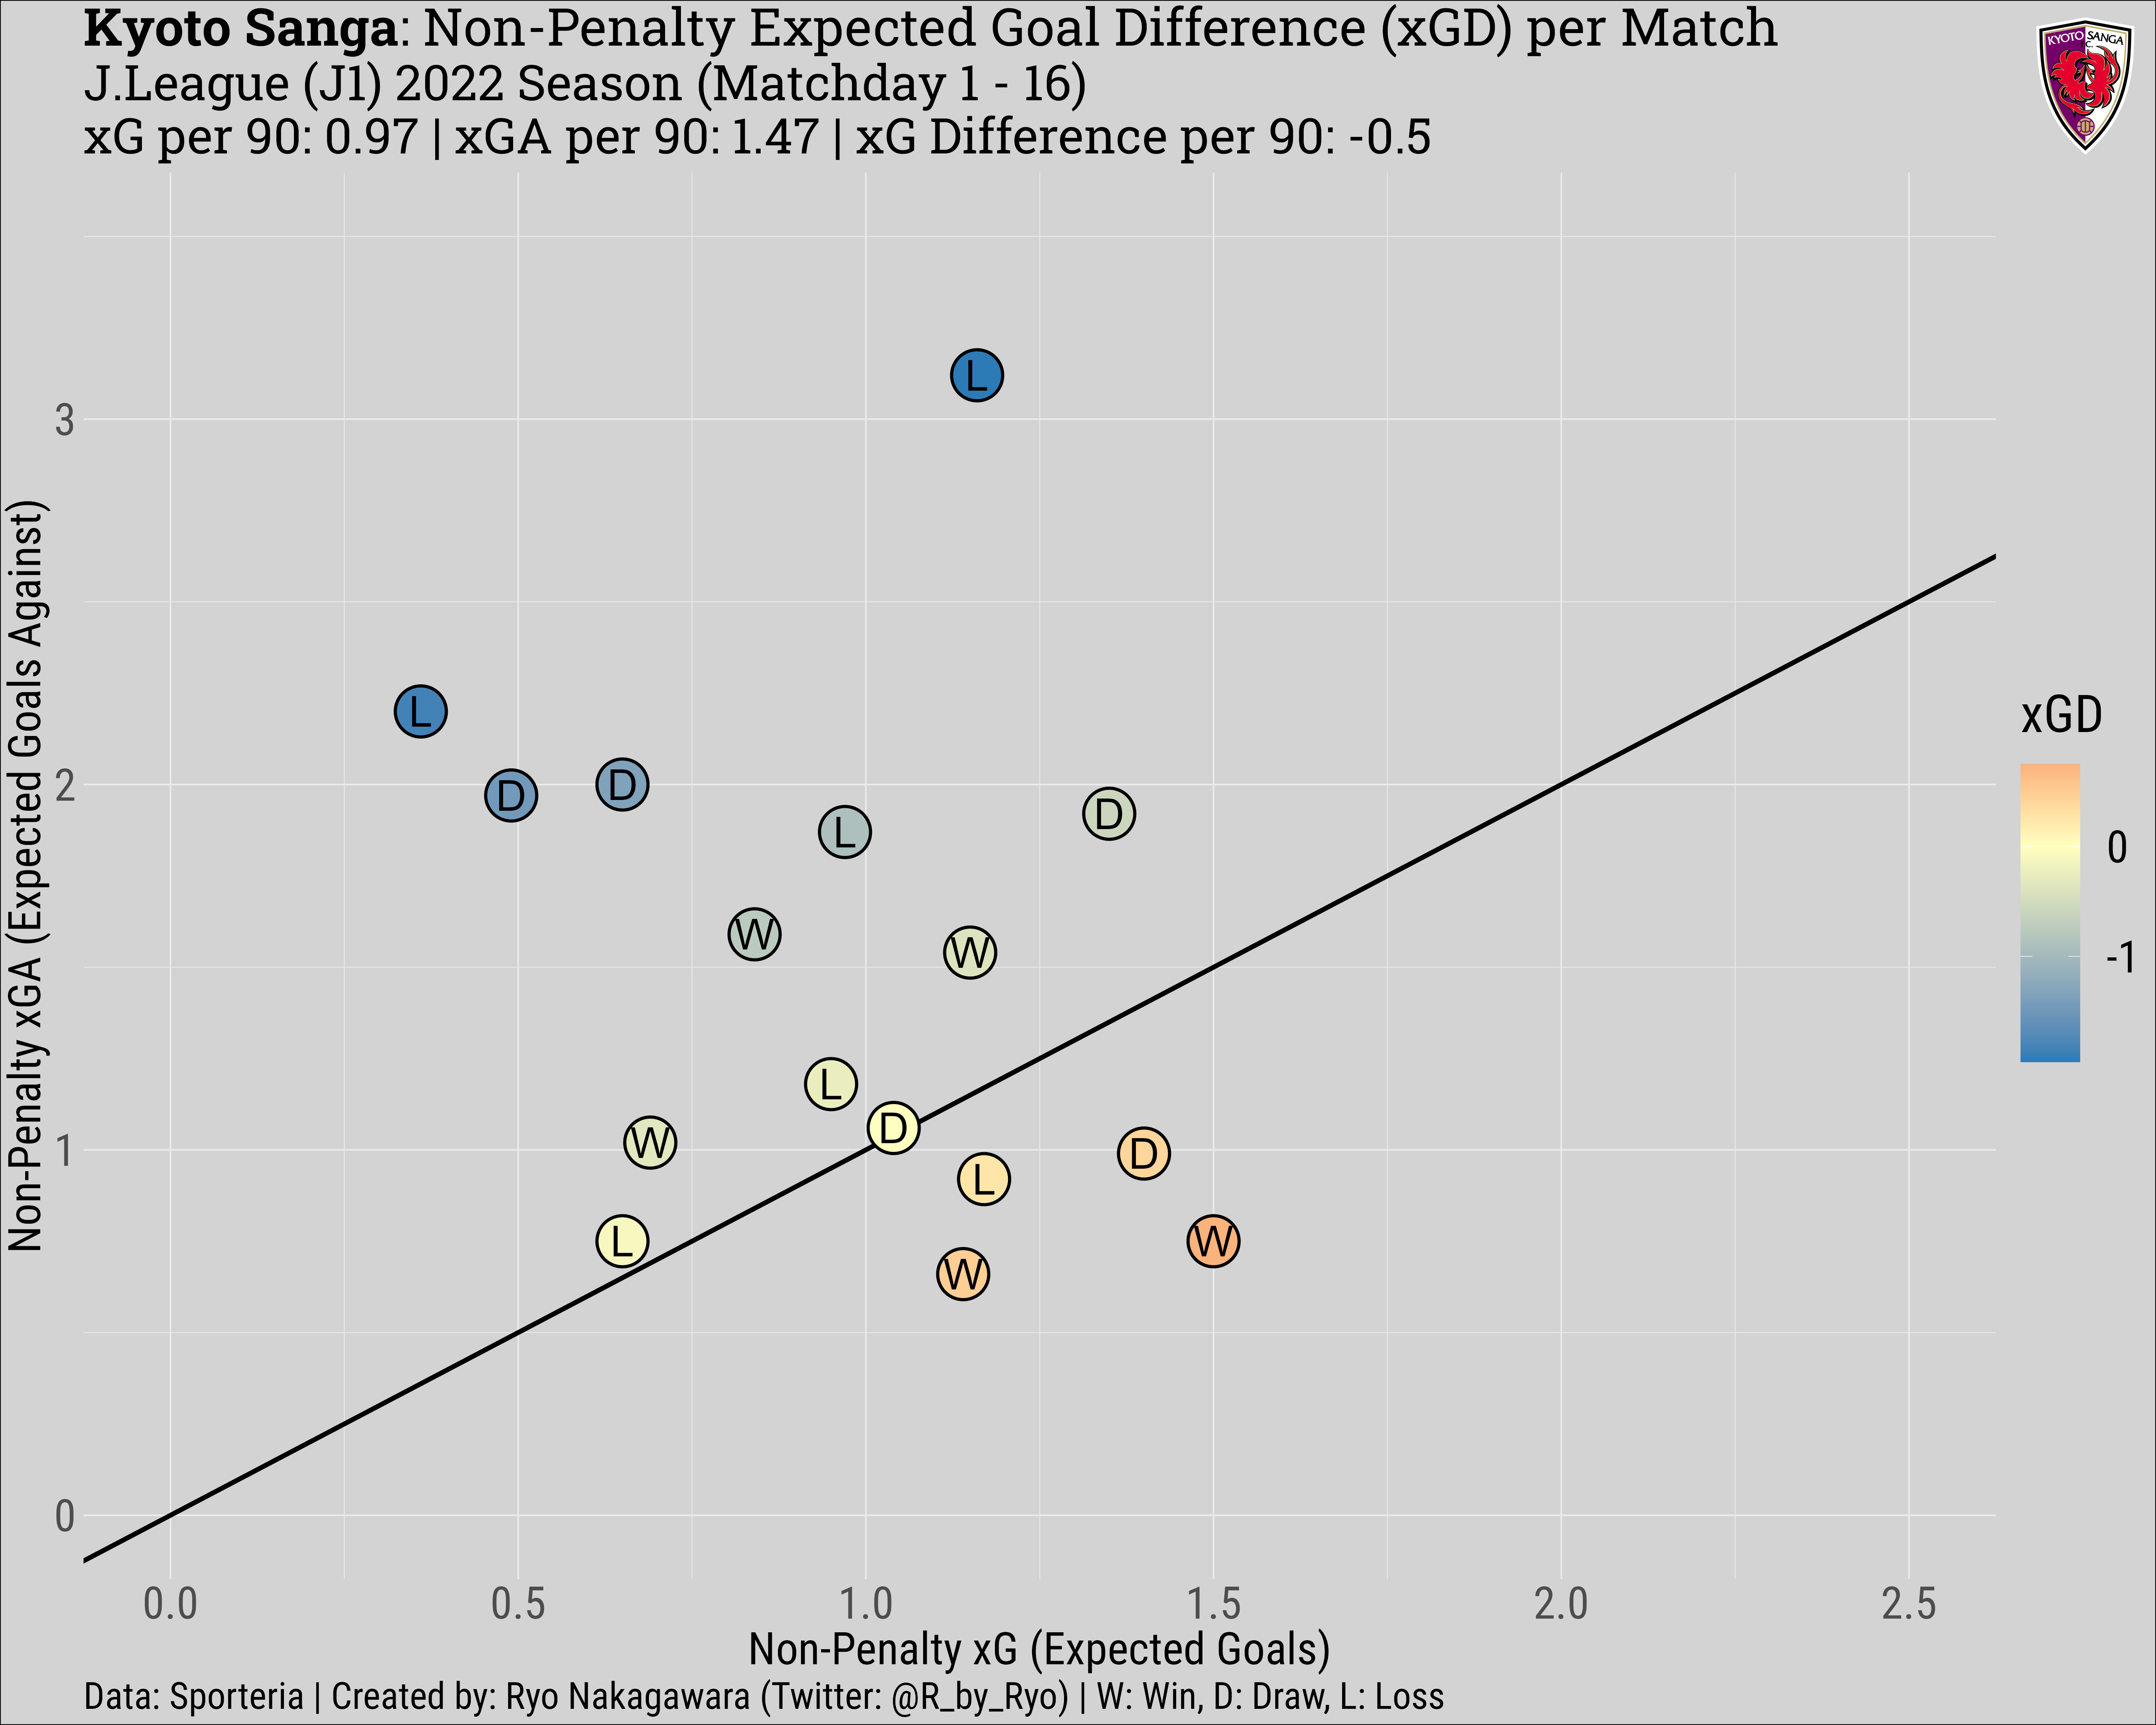 Kyoto Sanga: Non-Penalty Expected Goal Difference (xGD) per Match
J.League (J1) 2022 Season (Matchday 1 - 16)
xG per 90: 0.97 | xGA per 90: 1.47 | xG Difference per 90: -0.5
KYOTO SANGA
F.C.
Non-Penalty xGA (Expected Goals Against)
3
2
1
0
L
L
D
D
D
L
W
W
L
D
W
D
L
L
W
W
xGD
0
-1
0.0 0.5 1.0 1.5 2.0 2.5
Non-Penalty xG (Expected Goals)
Data: Sporteria | Created by: Ryo Nakagawara (Twitter: @R_by_Ryo) | W: Win, D: Draw, L: Loss